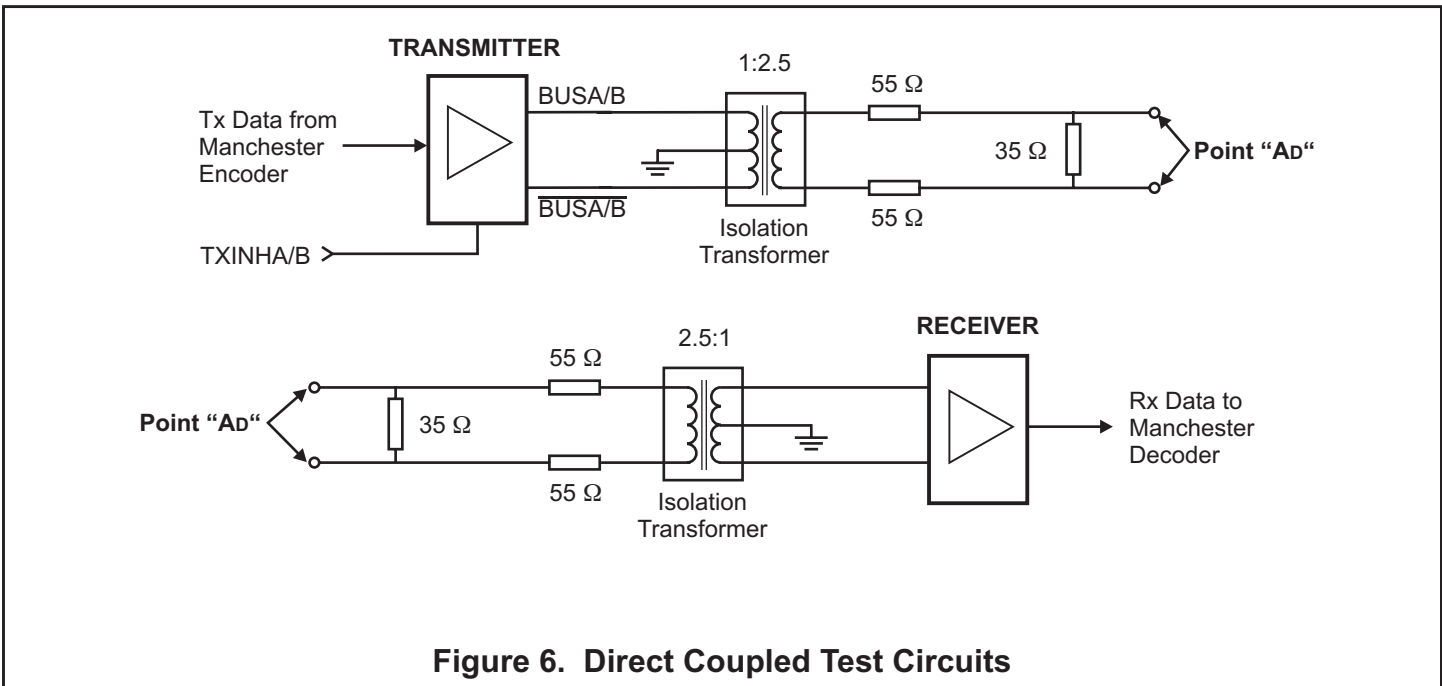 TRANSMITTER
1:2.5
BUSA/B
55 Ω
Tx Data from
Manchester
Encoder
35 Ω
Point “AD“
BUSA/B
55 Ω
Isolation
Transformer
TXINHA/B
RECEIVER
2.5:1
55 Ω
Point “AD“
35 Ω
Rx Data to
Manchester
Decoder
55 Ω
Isolation
Transformer
Figure 6. Direct Coupled Test Circuits